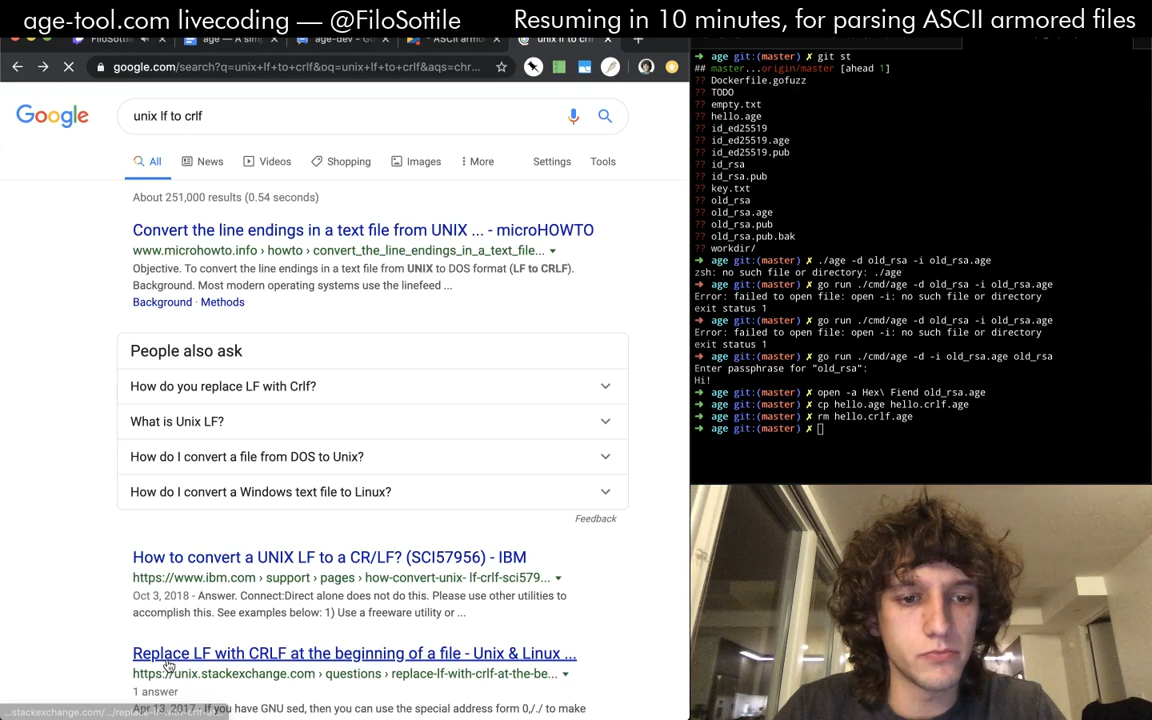 age-tool.com livecoding — @FiloSottile
Resuming in 10 minutes, for parsing ASCII armored files
FiloSottile
age — A sim
age-dev - G
* ASCII armo
unix lf to crlf
google.com/search?q=unix+lf+to+crlf&oq=unix+lf+to+crlf&aqs=chr...
Google
unix lf to crlf
All
News
Videos
Shopping
Images
More
Settings
Tools
About 251,000 results (0.54 seconds)
Convert the line endings in a text file from UNIX ... - microHOWTO
www.microhowto.info › howto › convert_the_line_endings_in_a_text_file...
Objective. To convert the line endings in a text file from UNIX to DOS format (LF to CRLF).
Background. Most modern operating systems use the linefeed ...
Background · Methods
People also ask
How do you replace LF with Crlf?
What is Unix LF?
How do I convert a file from DOS to Unix?
How do I convert a Windows text file to Linux?
Feedback
How to convert a UNIX LF to a CR/LF? (SCI57956) - IBM
https://www.ibm.com › support › pages › how-convert-unix- lf-crlf-sci579...
Oct 3, 2018 - Answer. Connect:Direct alone does not do this. Please use other utilities to
accomplish this. See examples below: 1) Use a freeware utility or ...
Replace LF with CRLF at the beginning of a file - Unix & Linux ...
https://unix.stackexchange.com › questions › replace-lf-with-crlf-at-the-be...
1 answer
Apr 13, 2017 - If you have GNU sed, then you can use the special address form 0,/./ to make
➜ age git:(master) ✗ git st
## master...origin/master [ahead 1]
?? Dockerfile.gofuzz
?? TODO
?? empty.txt
?? hello.age
?? id_ed25519
?? id_ed25519.age
?? id_ed25519.pub
?? id_rsa
?? id_rsa.pub
?? key.txt
?? old_rsa
?? old_rsa.age
?? old_rsa.pub
?? old_rsa.pub.bak
?? workdir/
➜ age git:(master) ✗ ./age -d old_rsa -i old_rsa.age
zsh: no such file or directory: ./age
➜ age git:(master) ✗ go run ./cmd/age -d old_rsa -i old_rsa.age
Error: failed to open file: open -i: no such file or directory
exit status 1
➜ age git:(master) ✗ go run ./cmd/age -d old_rsa -i old_rsa.age
Error: failed to open file: open -i: no such file or directory
exit status 1
➜ age git:(master) ✗ go run ./cmd/age -d -i old_rsa.age old_rsa
Enter passphrase for "old_rsa":
Hi!
➜ age git:(master) ✗ open -a Hex\ Fiend old_rsa.age
➜ age git:(master) ✗ cp hello.age hello.crlf.age
➜ age git:(master) ✗ rm hello.crlf.age
➜ age git:(master) ✗